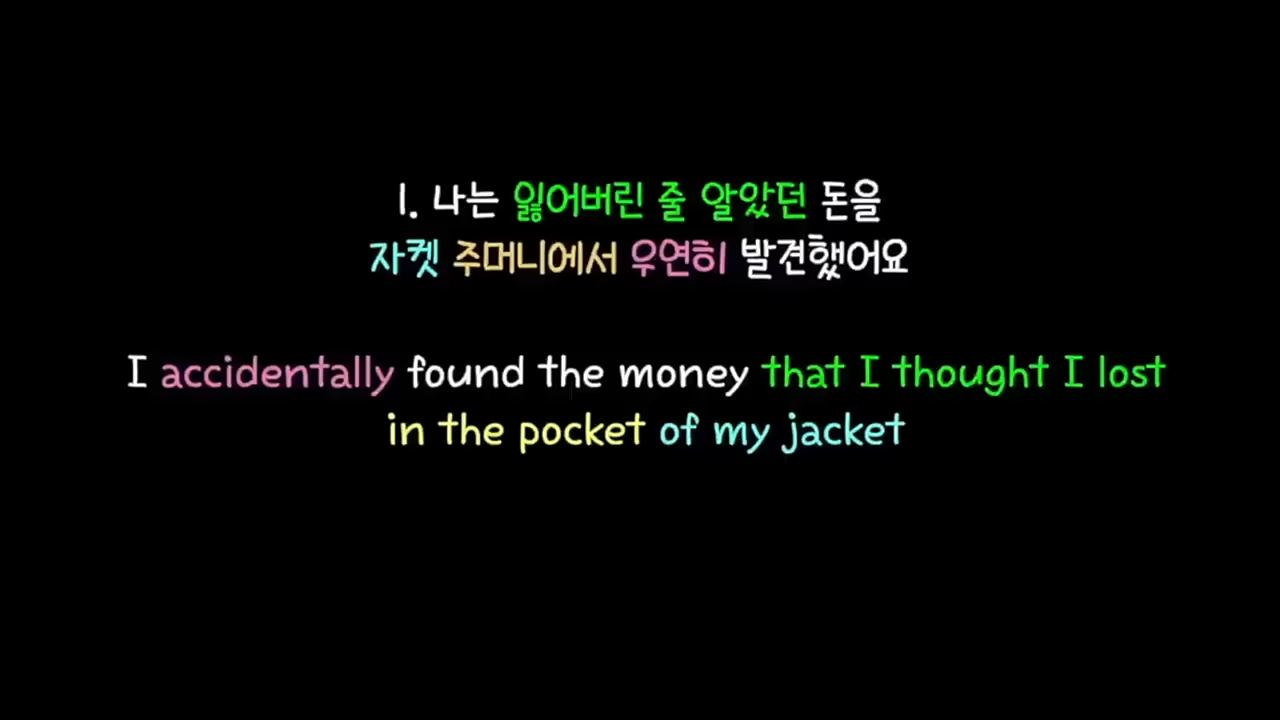 1. 나는 잃어버린 줄 알았던 돈을
자켓 주머니에서 우연히 발견했어요
I accidentally found the money that I thought I lost
in the pocket of my jacket